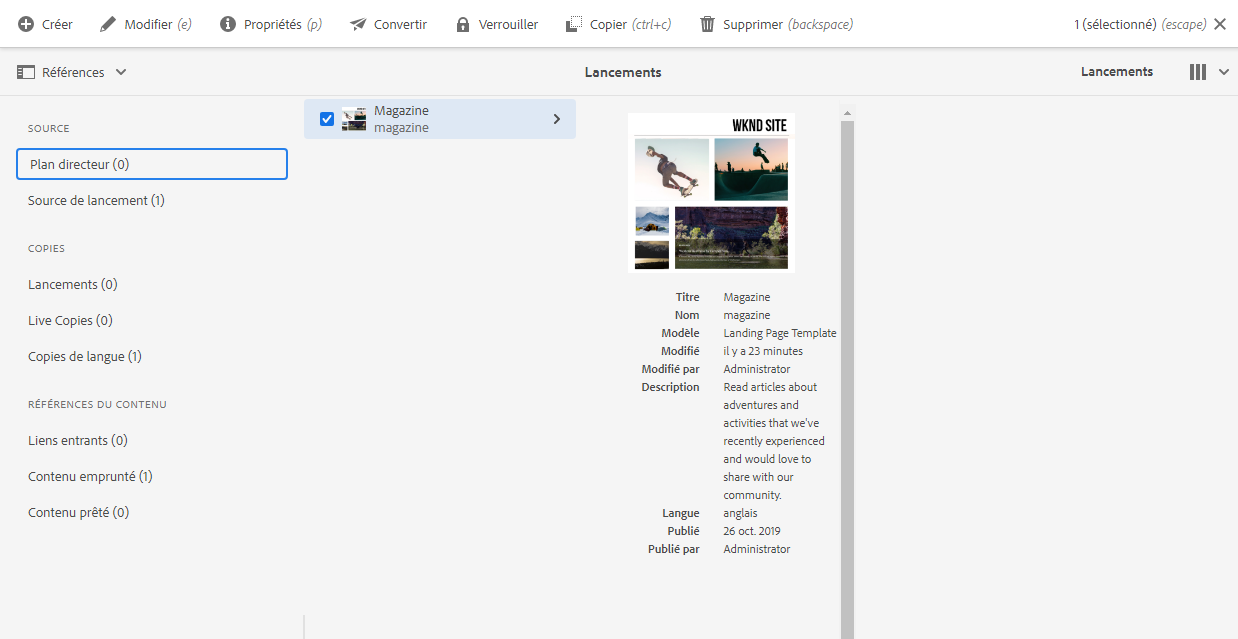 Créer
Modifier (e)
Propriétés (p)
Convertir
Verrouiller
Copier (ctrl+c)
Supprimer (backspace)
1 (sélectionné) (escape)
Références
Lancements
Lancements
SOURCE
Plan directeur (0)
Source de lancement (1)
COPIES
Lancements (0)
Live Copies (0)
Copies de langue (1)
RÉFÉRENCES DU CONTENU
Liens entrants (0)
Contenu emprunté (1)
Contenu prêté (0)
Magazine
magazine
WKND SITE
Titre Magazine
Nom magazine
Modèle Landing Page Template
Modifié il y a 23 minutes
Modifié par Administrator
Description Read articles about
adventures and
activities that we've
recently experienced
and would love to
share with our
community.
Langue anglais
Publié 26 oct. 2019
Publié par Administrator